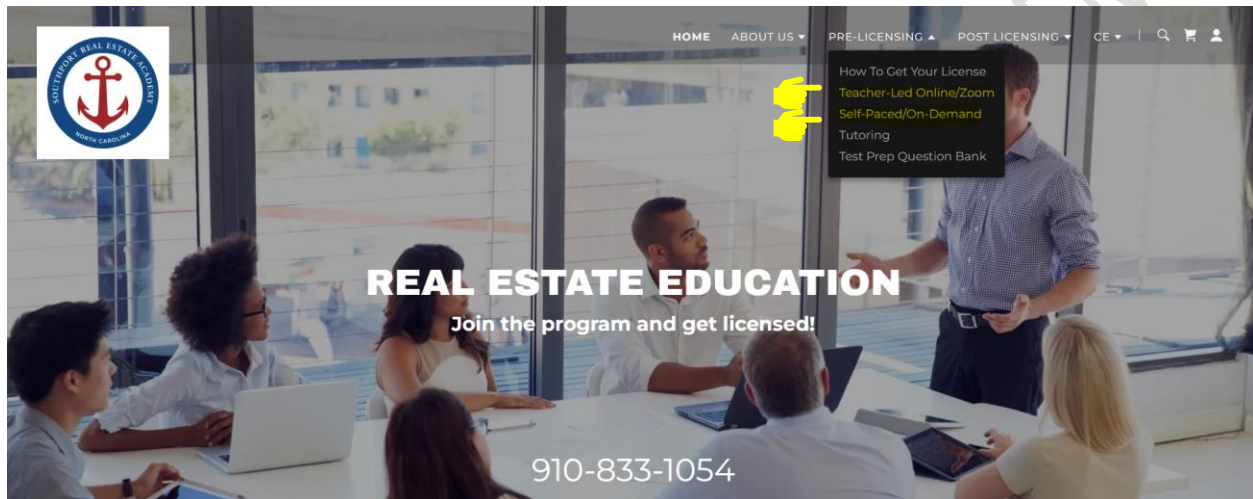 SOUTHPORT REAL ESTATE ACADEMY
NORTH CAROLINA
HOME ABOUT US PRE-LICENSING POST LICENSING CE
How To Get Your License
Teacher-Led Online/Zoom
Self-Paced/On-Demand
Tutoring
Test Prep Question Bank
REAL ESTATE EDUCATION
Join the program and get licensed!
910-833-1054